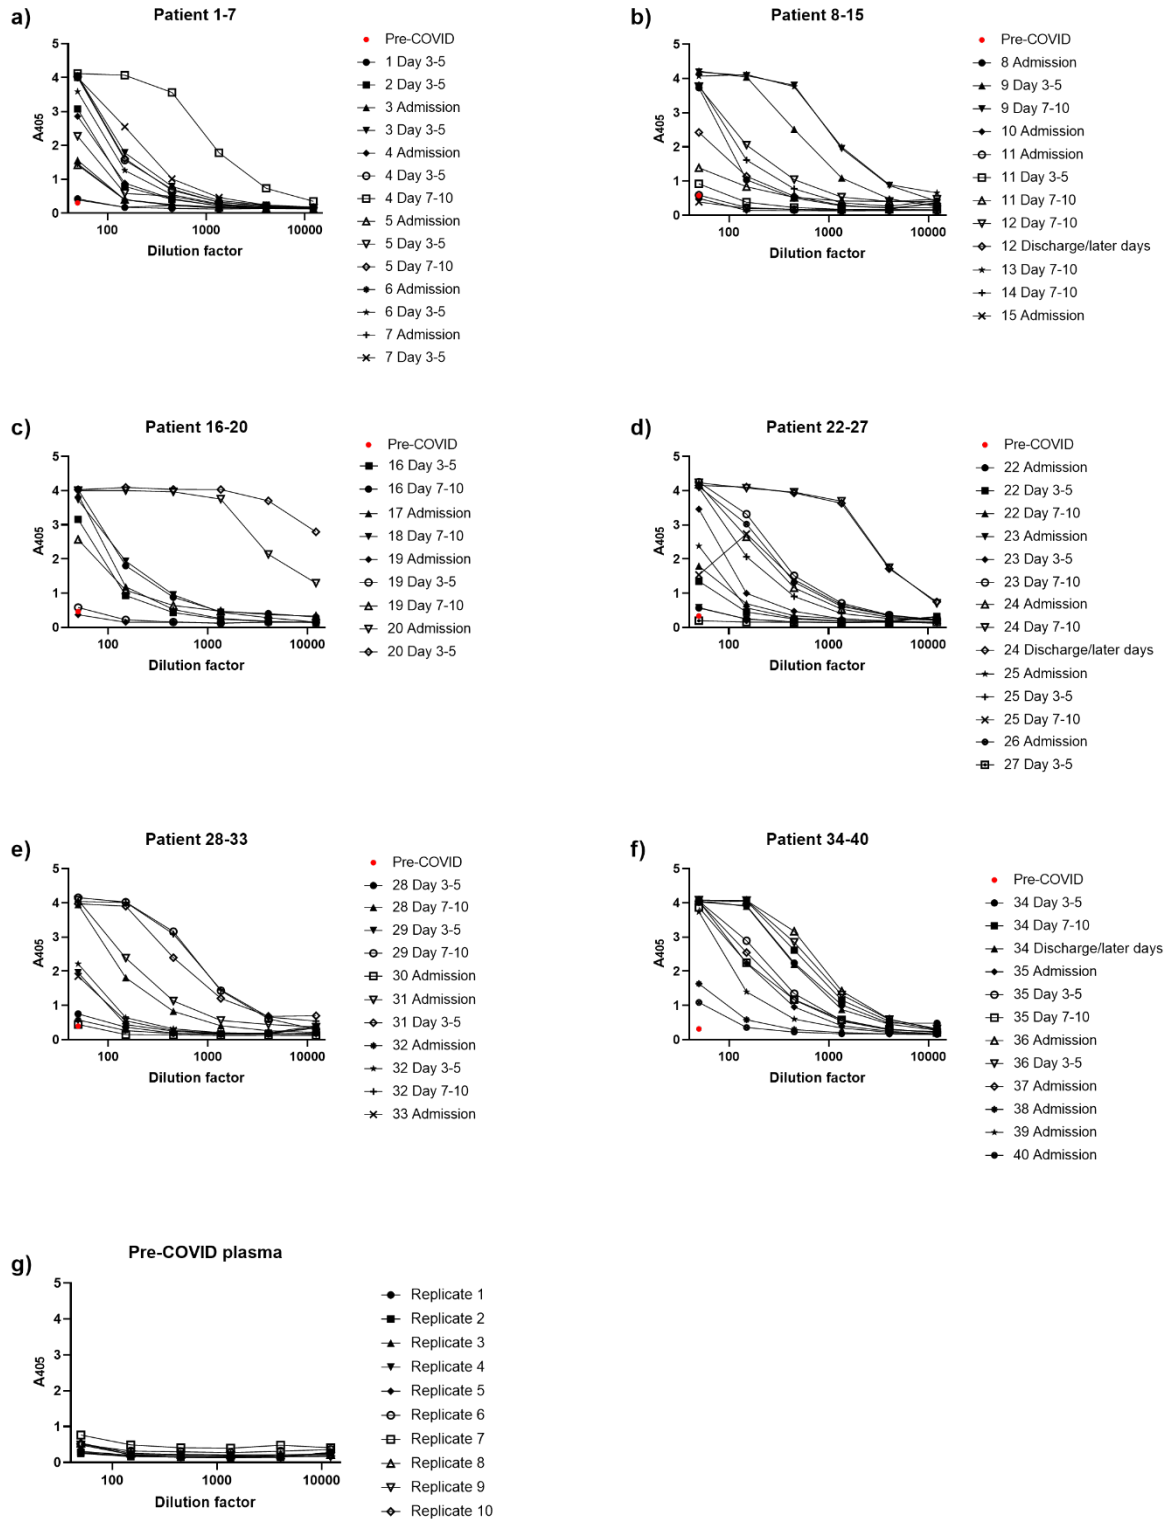 a)
Patient 1-7
5
4
3
2
1
0
A405
100
1000
10000
Dilution factor
Pre-COVID
1 Day 3-5
2 Day 3-5
3 Admission
3 Day 3-5
4 Admission
4 Day 3-5
4 Day 7-10
5 Admission
5 Day 3-5
5 Day 7-10
6 Admission
6 Day 3-5
7 Admission
7 Day 3-5
b)
Patient 8-15
5
4
3
2
1
0
A405
100
1000
10000
Dilution factor
Pre-COVID
8 Admission
9 Day 3-5
9 Day 7-10
10 Admission
11 Admission
11 Day 3-5
11 Day 7-10
12 Day 7-10
12 Discharge/later days
13 Day 7-10
14 Day 7-10
15 Admission
c)
Patient 16-20
5
4
3
2
1
0
A405
100
1000
10000
Dilution factor
Pre-COVID
16 Day 3-5
16 Day 7-10
17 Admission
18 Day 7-10
19 Admission
19 Day 3-5
19 Day 7-10
20 Admission
20 Day 3-5
d)
Patient 22-27
5
4
3
2
1
0
A405
100
1000
10000
Dilution factor
Pre-COVID
22 Admission
22 Day 3-5
22 Day 7-10
23 Admission
23 Day 3-5
23 Day 7-10
24 Admission
24 Day 7-10
24 Discharge/later days
25 Admission
25 Day 3-5
25 Day 7-10
26 Admission
27 Day 3-5
e)
Patient 28-33
5
4
3
2
1
0
A405
100
1000
10000
Dilution factor
Pre-COVID
28 Day 3-5
28 Day 7-10
29 Day 3-5
29 Day 7-10
30 Admission
31 Admission
31 Day 3-5
32 Admission
32 Day 3-5
32 Day 7-10
33 Admission
f)
Patient 34-40
5
4
3
2
1
0
A405
100
1000
10000
Dilution factor
Pre-COVID
34 Day 3-5
34 Day 7-10
34 Discharge/later days
35 Admission
35 Day 3-5
35 Day 7-10
36 Admission
36 Day 3-5
37 Admission
38 Admission
39 Admission
40 Admission
g)
Pre-COVID plasma
5
4
3
2
1
0
A405
100
1000
10000
Dilution factor
Replicate 1
Replicate 2
Replicate 3
Replicate 4
Replicate 5
Replicate 6
Replicate 7
Replicate 8
Replicate 9
Replicate 10